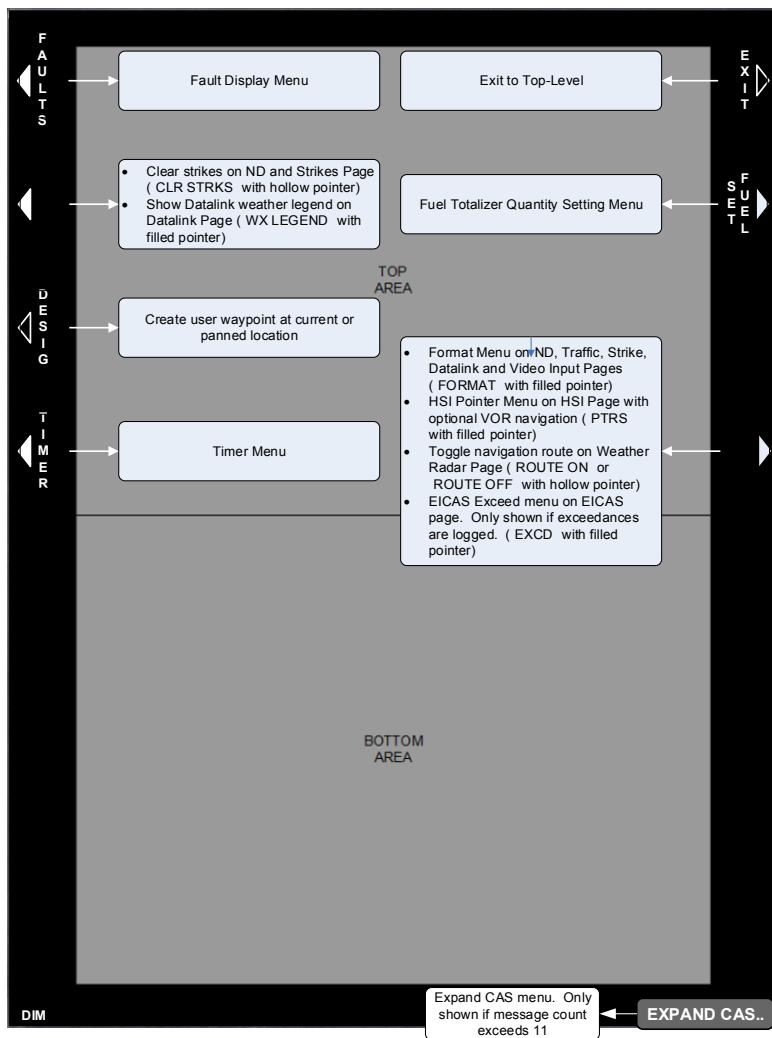 FAULTS
Fault Display Menu
Exit to Top-Level
EXIT
• Clear strikes on ND and Strikes Page
( CLR STRKS with hollow pointer)
• Show Datalink weather legend on
Datalink Page ( WX LEGEND with
filled pointer)
Fuel Totalizer Quantity Setting Menu
SET
FUEL
TOP
AREA
DESIG
Create user waypoint at current or
panned location
• Format Menu on ND, Traffic, Strike,
Datalink and Video Input Pages
( FORMAT with filled pointer)
• HSI Pointer Menu on HSI Page with
optional VOR navigation ( PTRS
with filled pointer)
• Toggle navigation route on Weather
Radar Page ( ROUTE ON or
ROUTE OFF with hollow pointer)
• EICAS Exceed menu on EICAS
page. Only shown if exceedances
are logged. ( EXCD with filled
pointer)
TIMER
Timer Menu
BOTTOM
AREA
DIM
Expand CAS menu. Only
shown if message count
exceeds 11
EXPAND CAS..